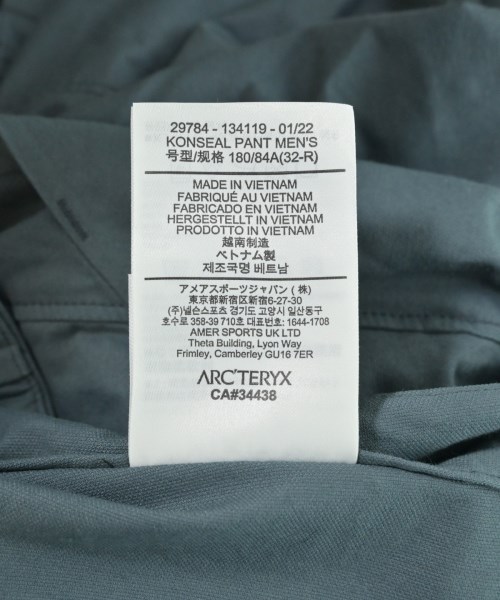 29784 - 134119 - 01/22
KONSEAL PANT MEN'S
号型/规格 180/84A(32-R)
MADE IN VIETNAM
FABRIQUÉ AU VIETNAM
FABRICADO EN VIETNAM
HERGESTELLT IN VIETNAM
PRODOTTO IN VIETNAM
越南制造
ベトナム製
제조국명 베트남
アメアスポーツジャパン (株)
東京都新宿区新宿6-27-30
(주)넬슨스포츠 경기도 고양시 일산동구
호수로 358-39 710호 대표번호: 1644-1708
AMER SPORTS UK LTD
Theta Building, Lyon Way
Frimley, Camberley GU16 7ER
ARC'TERYX
CA#34438